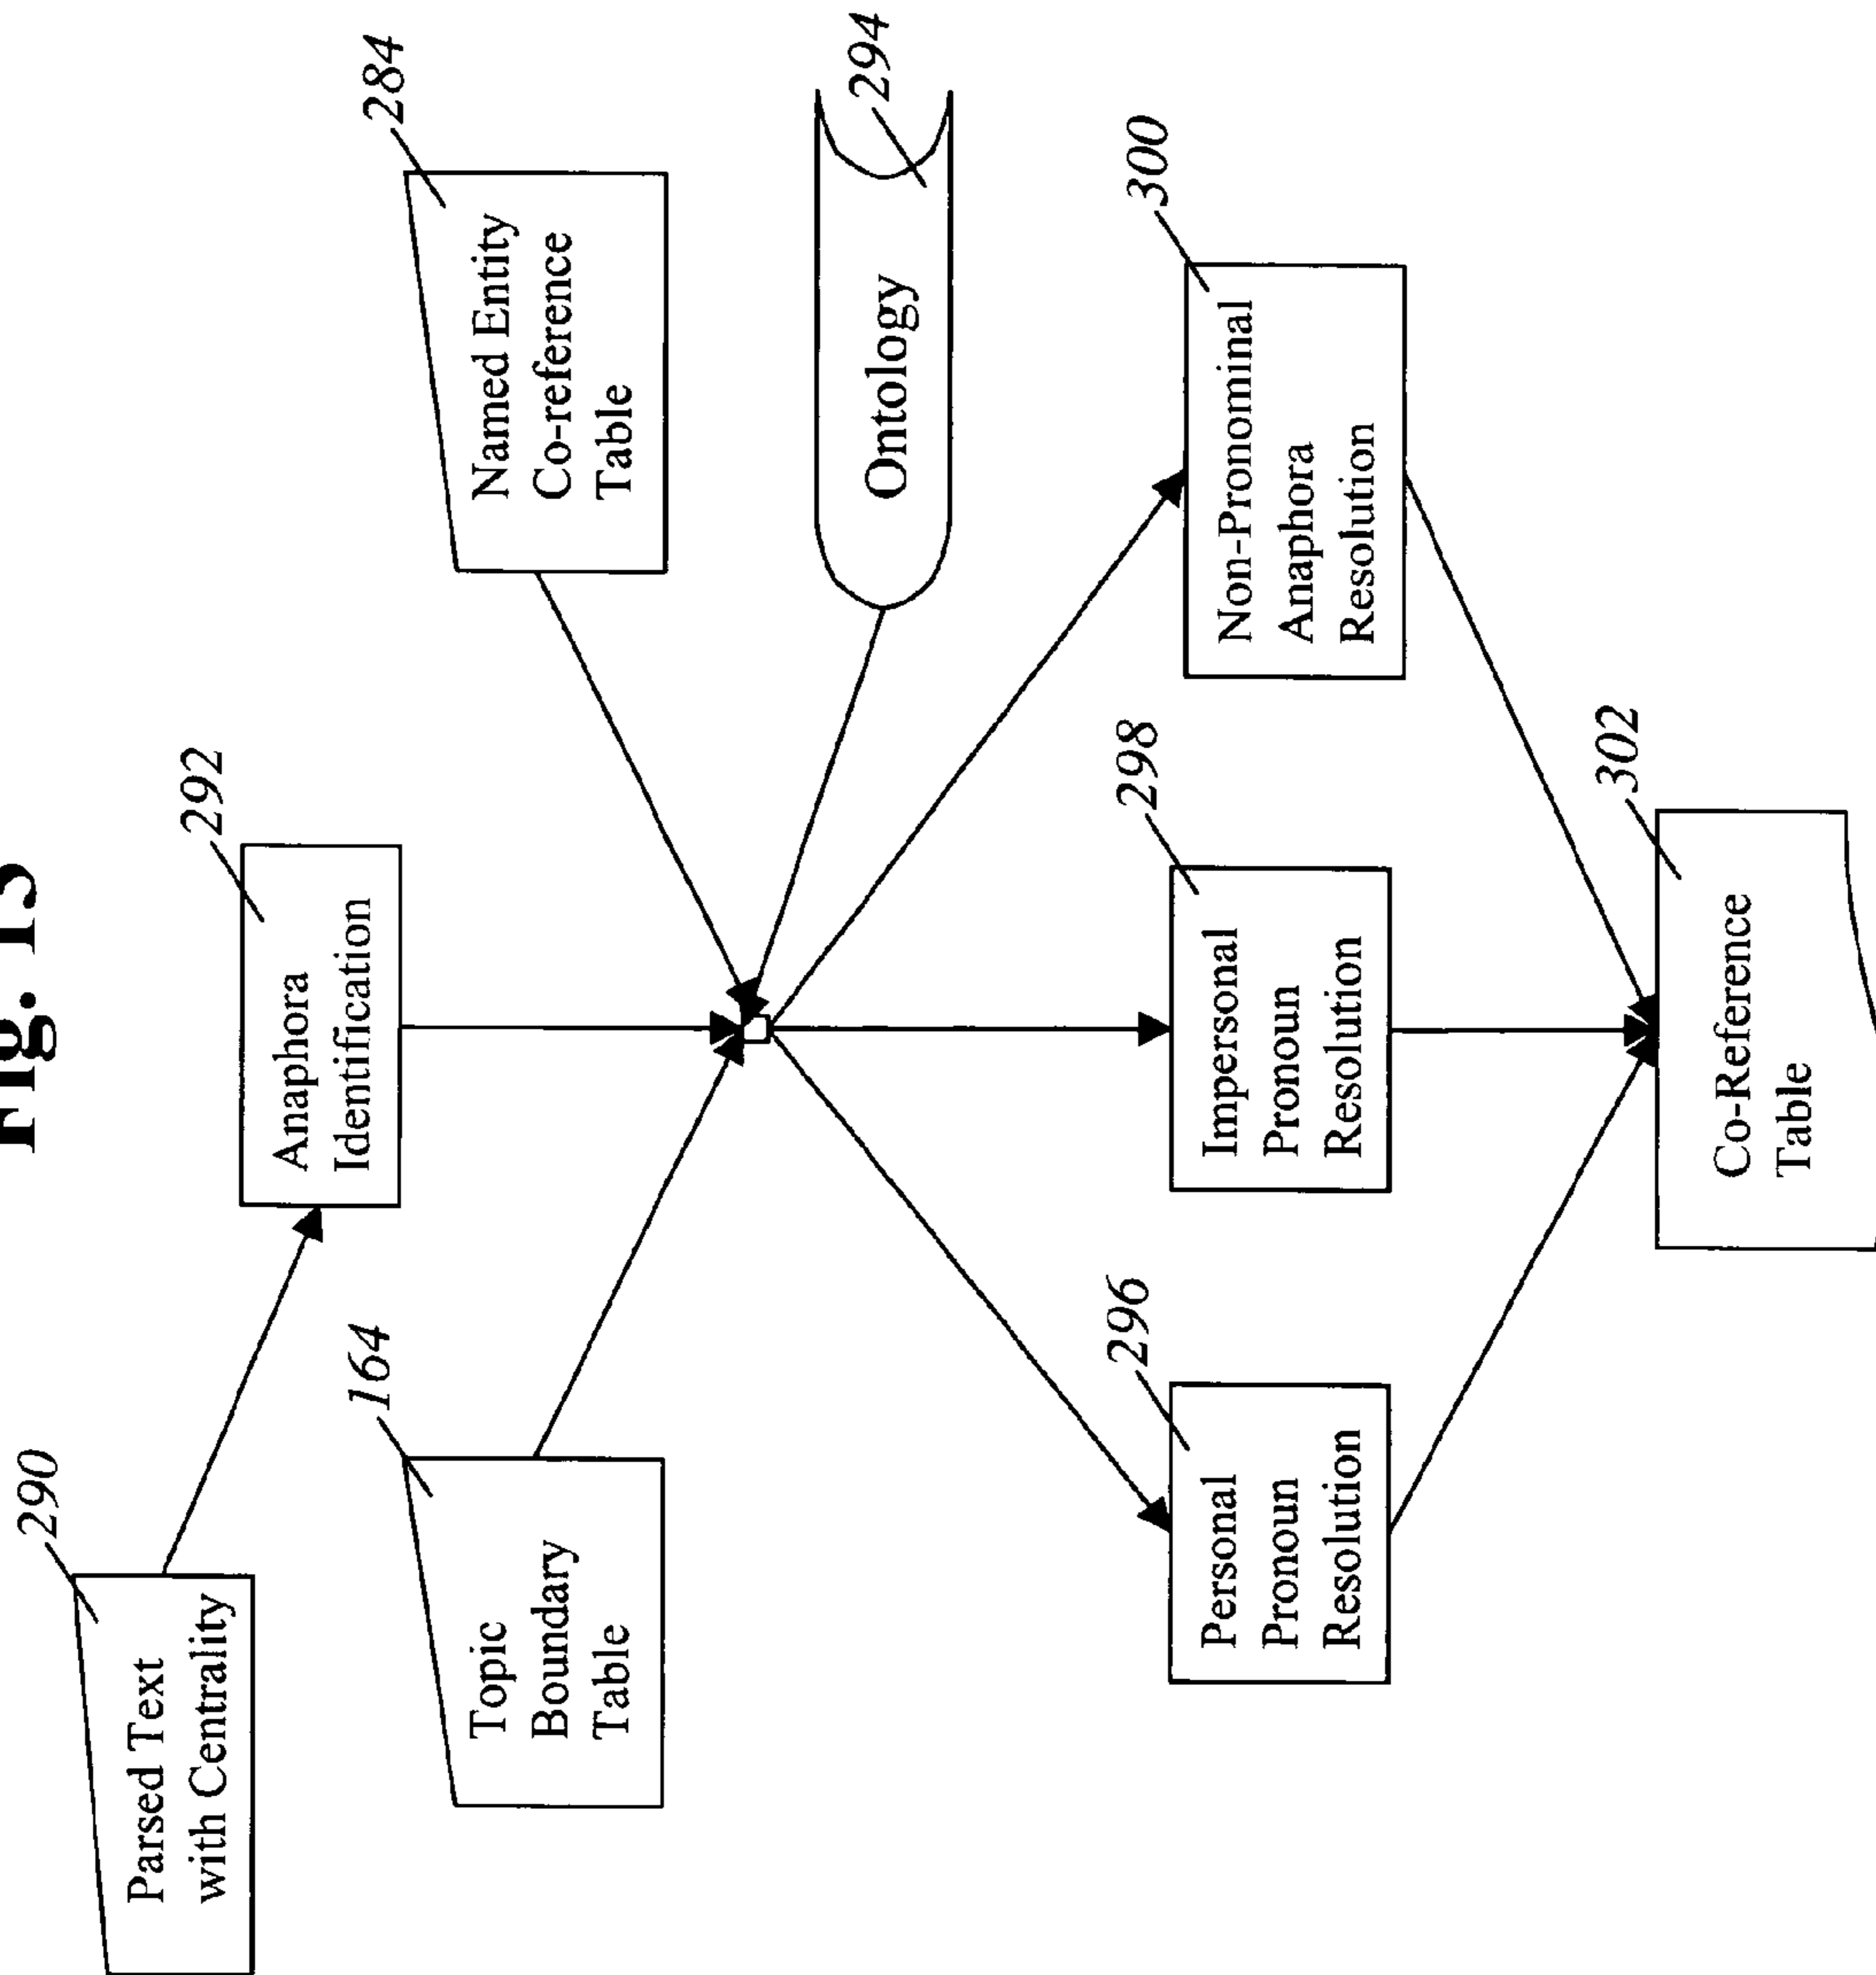 Fig. 13
290
Parsed Text
with Centrality
292
Anaphora
Identification
164
Topic
Boundary
Table
284
Named Entity
Co-reference
Table
Ontology
294
296
Personal
Pronoun
Resolution
298
Impersonal
Pronoun
Resolution
300
Non-Pronominal
Anaphora
Resolution
302
Co-Reference
Table